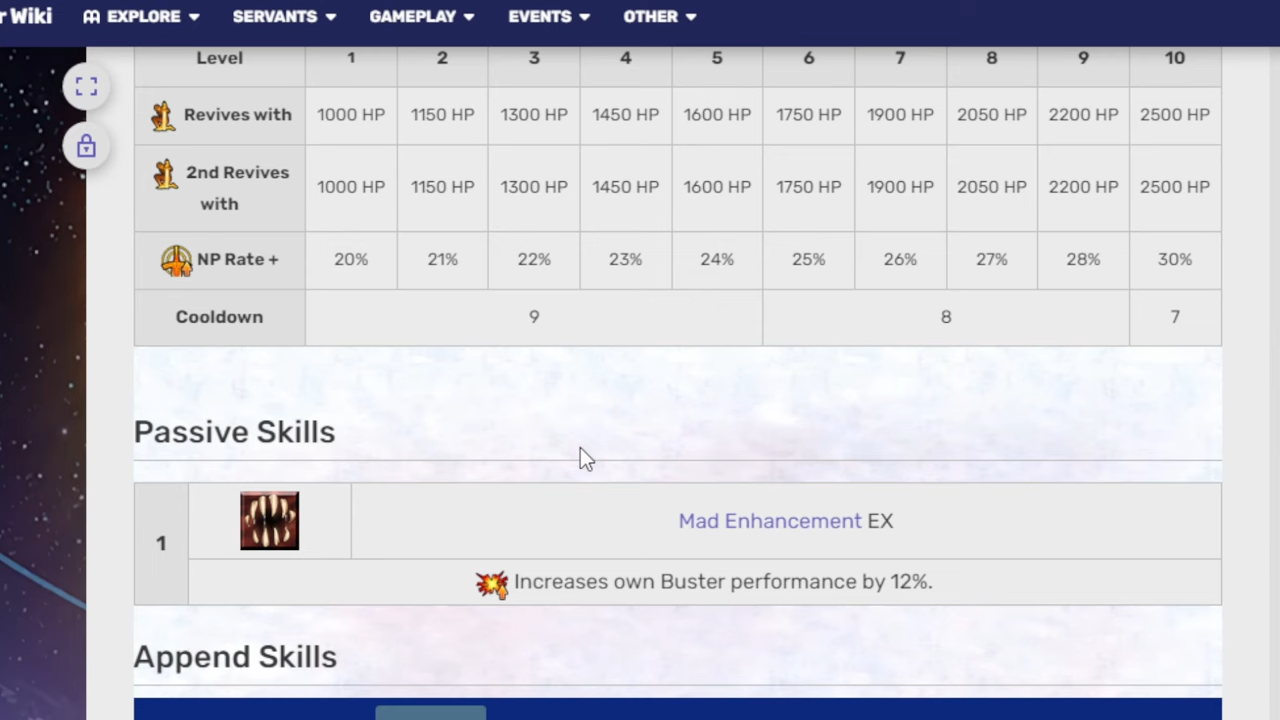 r Wiki EXPLORE SERVANTS GAMEPLAY EVENTS OTHER
Level 1 2 3 4 5 6 7 8 9 10
Revives with 1000 HP 1150 HP 1300 HP 1450 HP 1600 HP 1750 HP 1900 HP 2050 HP 2200 HP 2500 HP
2nd Revives
with 1000 HP 1150 HP 1300 HP 1450 HP 1600 HP 1750 HP 1900 HP 2050 HP 2200 HP 2500 HP
NP Rate + 20% 21% 22% 23% 24% 25% 26% 27% 28% 30%
Cooldown 9 8 7
Passive Skills
1 Mad Enhancement EX
Increases own Buster performance by 12%.
Append Skills